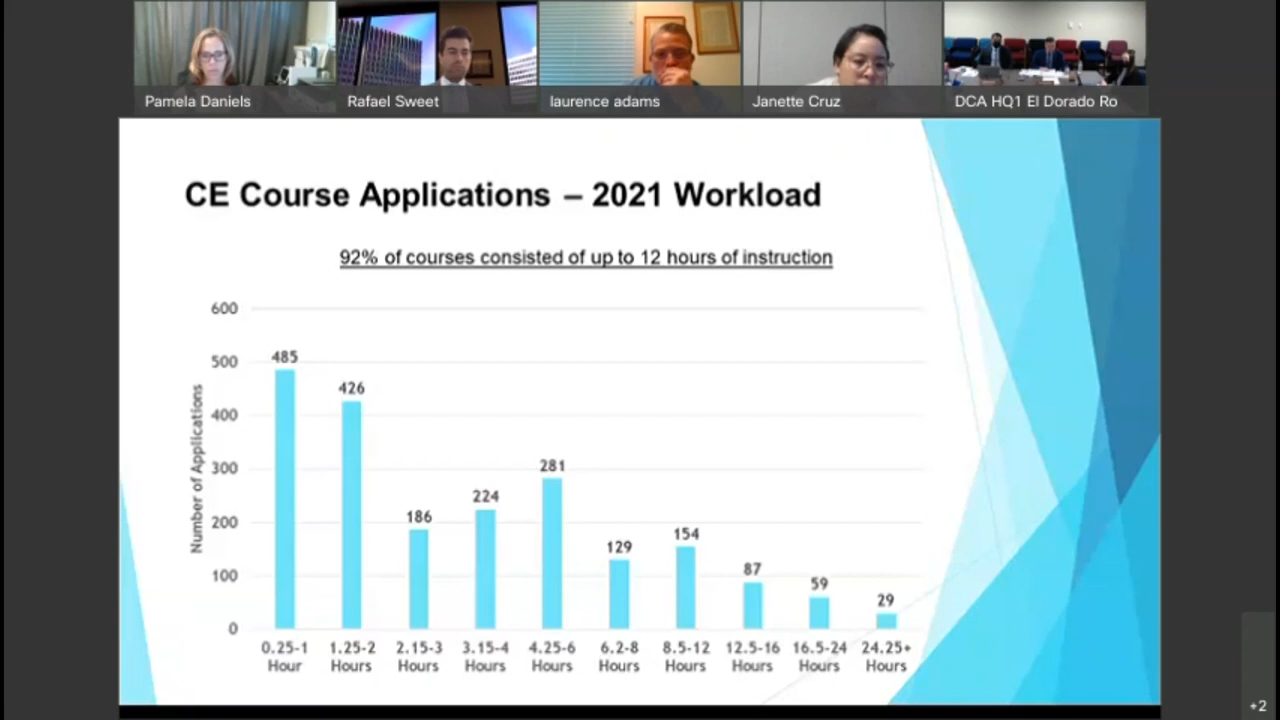 Pamela Daniels
Rafael Sweet
laurence adams
Janette Cruz
DCA HQ1 El Dorado Ro
CE Course Applications – 2021 Workload
92% of courses consisted of up to 12 hours of instruction
Number of Applications
600
500
400
300
200
100
0
485
426
186
224
281
129
154
87
59
29
0.25-1 Hour
1.25-2 Hours
2.15-3 Hours
3.15-4 Hours
4.25-6 Hours
6.2-8 Hours
8.5-12 Hours
12.5-16 Hours
16.5-24 Hours
24.25+ Hours
+2